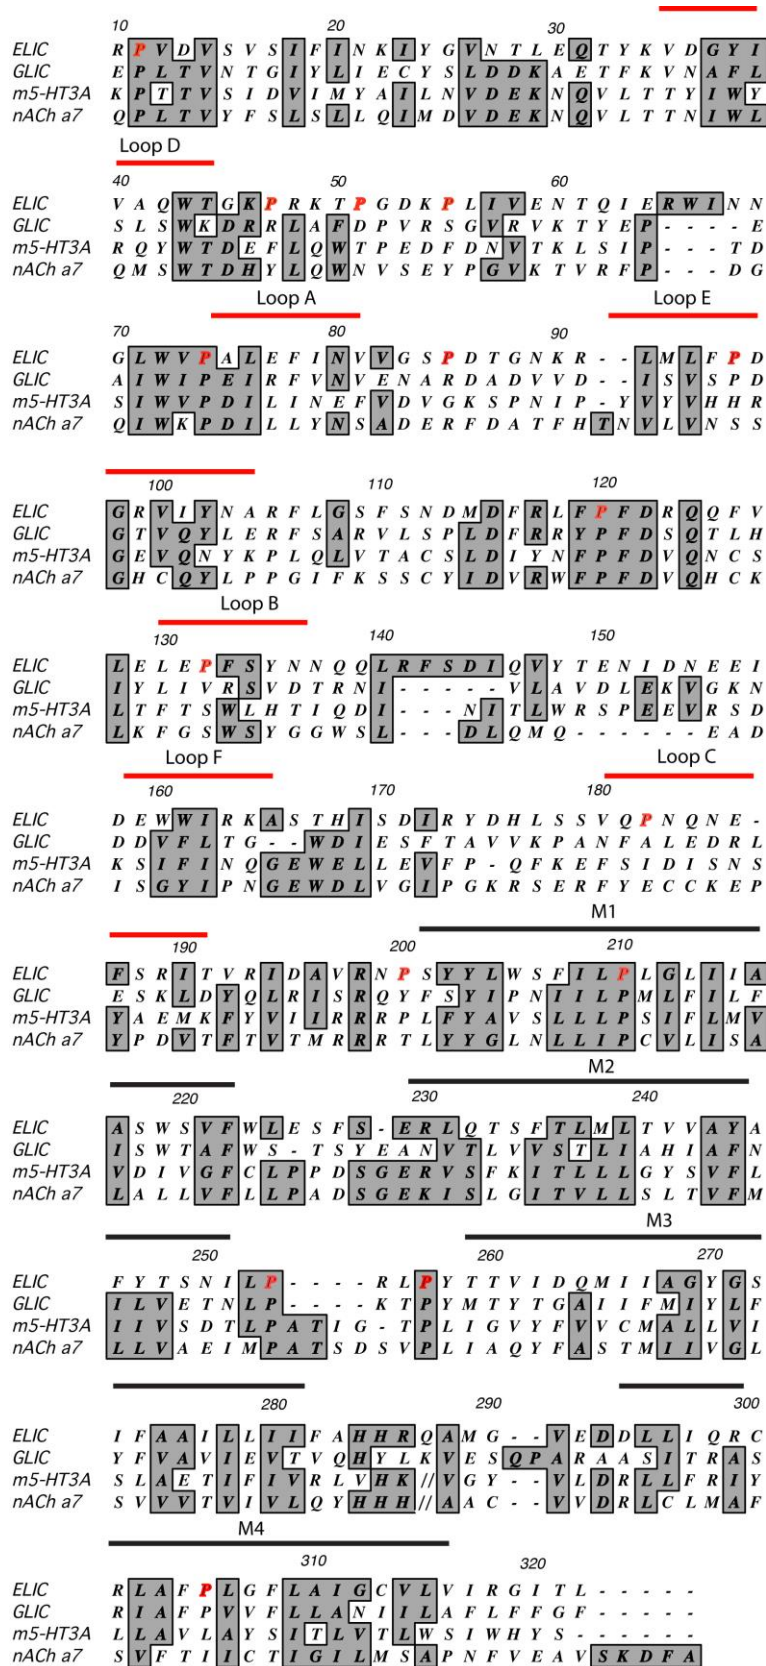 10 20 30
ELIC R P V D V S V S I F I N K I Y G V N T L E Q T Y K V D G Y I
GLIC E P L T V N T G I Y L I E C Y S L D D K A E T F K V N A F L
m5-HT3A K P T T V S I D V I M Y A I L N V D E K N Q V L T T Y I W Y
nACh a7 Q P L T V Y F S L S L L Q I M D V D E K N Q V L T T N I W L
Loop D
40 50 60
ELIC V A Q W T G K P R K T P G D K P L I V E N T Q I E R W I N N
GLIC S L S W K D R R L A F D P V R S G V R V K T Y E P - - - - E
m5-HT3A R Q Y W T D E F L Q W T P E D F D N V T K L S I P - - - T D
nACh a7 Q M S W T D H Y L Q W N V S E Y P G V K T V R F P - - - D G
Loop A Loop E
70 80 90
ELIC G L W V P A L E F I N V V G S P D T G N K R - - L M L F P D
GLIC A I W I P E I R F V N V E N A R D A D V V D - I S V S P D
m5-HT3A S I W V P D I L I N E F V D V G K S P N I P - Y V Y V H H R
nACh a7 Q I W K P D I L L Y N S A D E R F D A T F H T N V L V N S S
100 110 120
ELIC G R V I Y N A R F L G S F S N D M D F R L F P F D R Q Q F V
GLIC G T V Q Y L E R F S A R V L S P L D F R R Y P F D S Q T L H
m5-HT3A G E V Q N Y K P L Q L V T A C S L D I Y N F P F D V Q N C S
nACh a7 G H C Q Y L P P G I F K S S C Y I D V R W F P F D V Q H C K
Loop B
130 140 150
ELIC L E L E P F S Y N N Q Q L R F S D I Q V Y T E N I D N E E I
GLIC I Y L I V R S V D T R N I - - - - - V L A V D L E K V G K N
m5-HT3A L T F T S W L H T I Q D I - - - N I T L W R S P E E V R S D
nACh a7 L K F G S W S Y G G W S L - - - D L Q M Q - - - - - - E A D
Loop F Loop C
160 170 180
ELIC D E W W I R K A S T H I S D I R Y D H L S S V Q P N Q N E -
GLIC D D V F L T G - - W D I E S F T A V V K P A N F A L E D R L
m5-HT3A K S I F I N Q G E W E L L E V F P - Q F K E F S I D I S N S
nACh a7 I S G Y I P N G E W D L V G I P G K R S E R F Y E C C K E P
M1
190 200 210
ELIC F S R I T V R I D A V R N P S Y Y L W S F I L P L G L I I A
GLIC E S K L D Y Q L R I S R Q Y F S Y I P N I I L P M L F I L F
m5-HT3A Y A E M K F Y V I I R R R P L F Y A V S L L L P S I F L M V
nACh a7 Y P D V T F T V T M R R R T L Y Y G L N L L I P C V L I S A
M2
220 230 240
ELIC A S W S V F W L E S F S - E R L Q T S F T L M L T V V A Y A
GLIC I S W T A F W S - T S Y E A N V T L V V S T L I A H I A F N
m5-HT3A V D I V G F C L P P D S G E R V S F K I T L L L G Y S V F L
nACh a7 L A L L V F L L P A D S G E K I S L G I T V L L S L T V F M
M3
250 260 270
ELIC F Y T S N I L P - - - - R L P Y T T V I D Q M I I A G Y G S
GLIC I L V E T N L P - - - - K T P Y M T Y T G A I I F M I Y L F
m5-HT3A I I V S D T L P A T I G - T P L I G V Y F V V C M A L L V I
nACh a7 L L V A E I M P A T S D S V P L I A Q Y F A S T M I I V G L
280 290 300
ELIC I F A A I L L I I F A H H R Q A M G - - V E D D L L I Q R C
GLIC Y F V A V I E V T V Q H Y L K V E S Q P A R A A S I T R A S
m5-HT3A S L A E T I F I V R L V H K // V G Y - - V L D R L L F R I Y
nACh a7 S V V V T V I V L Q Y H H H // A A C - - V V D R L C L M A F
M4
310 320
ELIC R L A F P L G F L A I G C V L V I R G I T L - - - - -
GLIC R I A F P V V F L L A N I I L A F L F F G F - - - - -
m5-HT3A L L A V L A Y S I T L V T L W S I W H Y S - - - - - -
nACh a7 S V F T I I C T I G I L M S A P N F V E A V S K D F A